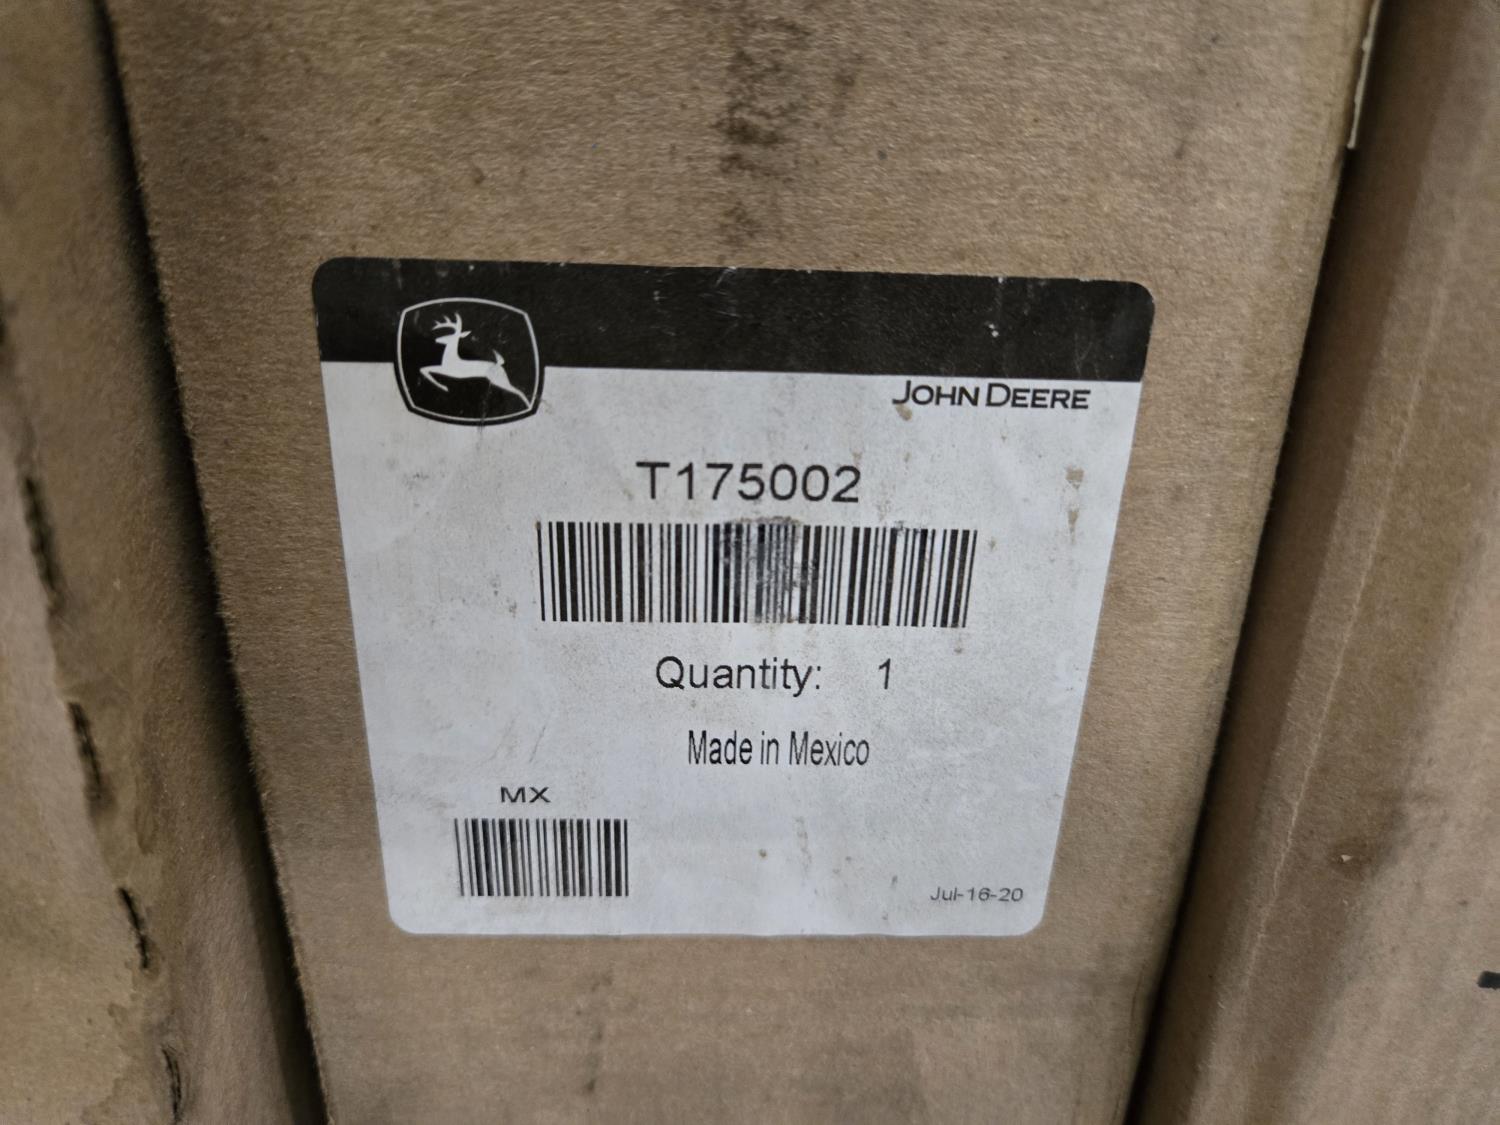 JOHN DEERE
T175002
Quantity: 1
Made in Mexico
MX
Jul-16-20